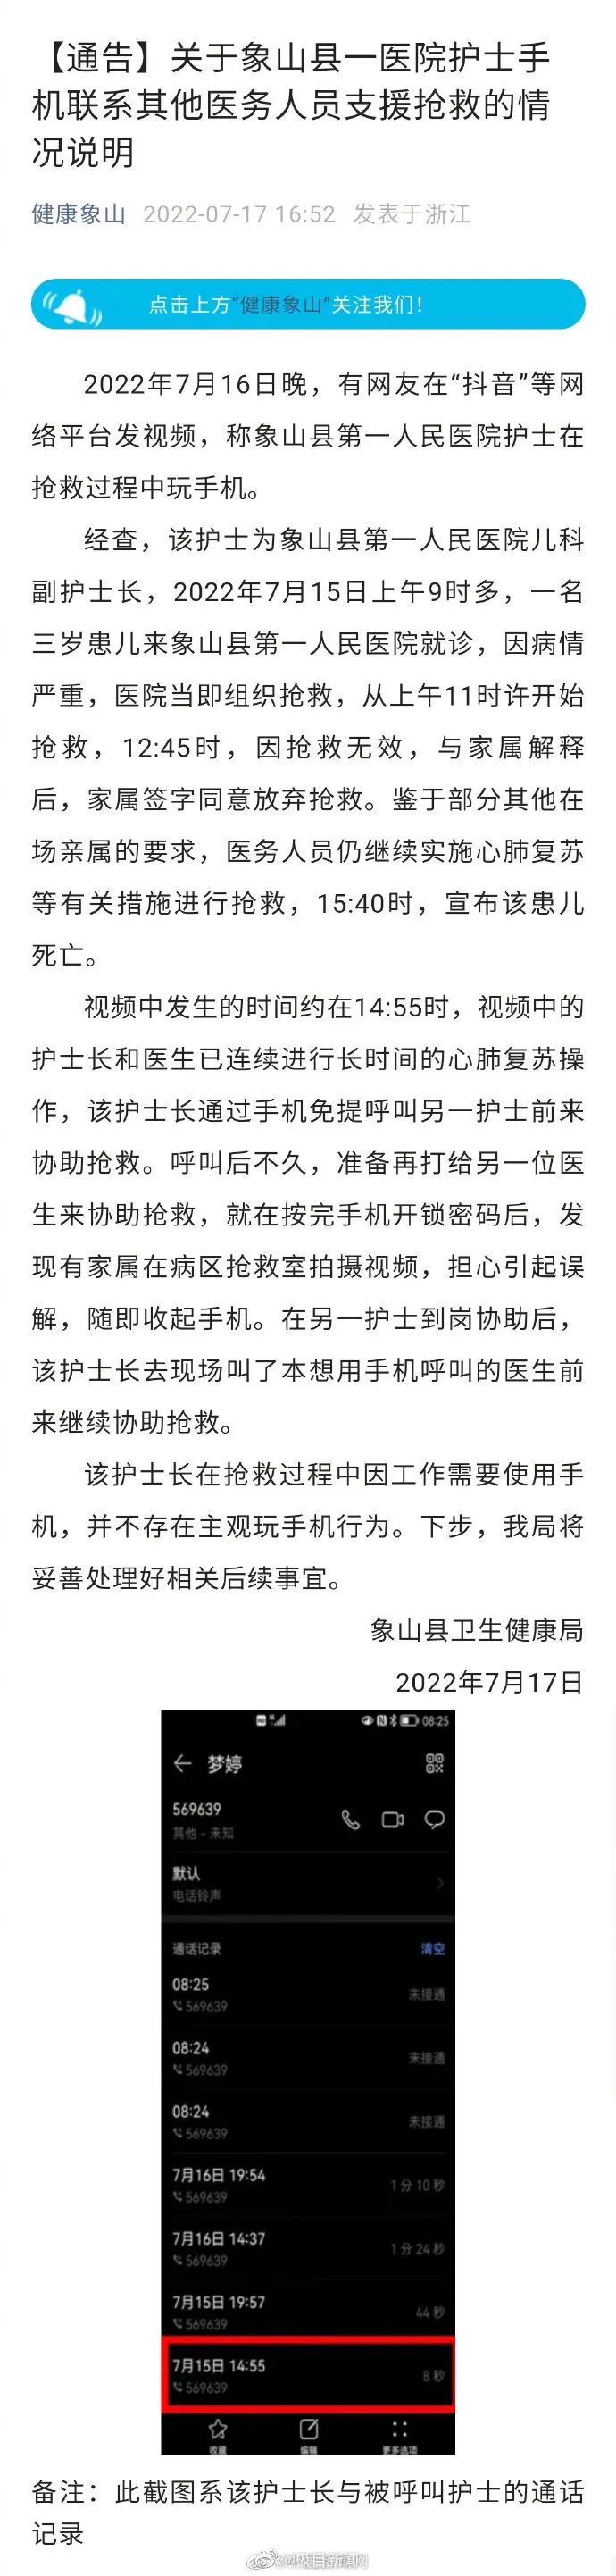 【通告】关于象山县一医院护士手
机联系其他医务人员支援抢救的情
况说明
健康象山 2022-07-17 16:52 发表于浙江
点击上方“健康象山”关注我们！
2022年7月16日晚，有网友在“抖音”等网
络平台发视频，称象山县第一人民医院护士在
抢救过程中玩手机。
经查，该护士为象山县第一人民医院儿科
副护士长，2022年7月15日上午9时多，一名
三岁患儿来象山县第一人民医院就诊，因病情
严重，医院当即组织抢救，从上午11时许开始
抢救，12:45时，因抢救无效，与家属解释
后，家属签字同意放弃抢救。鉴于部分其他在
场亲属的要求，医务人员仍继续实施心肺复苏
等有关措施进行抢救，15:40时，宣布该患儿
死亡。
视频中发生的时间约在14:55时，视频中的
护士长和医生已连续进行长时间的心肺复苏操
作，该护士长通过手机免提呼叫另一护士前来
协助抢救。呼叫后不久，准备再打给另一位医
生来协助抢救，就在按完手机开锁密码后，发
现有家属在病区抢救室拍摄视频，担心引起误
解，随即收起手机。在另一护士到岗协助后，
该护士长去现场叫了本想用手机呼叫的医生前
来继续协助抢救。
该护士长在抢救过程中因工作需要使用手
机，并不存在主观玩手机行为。下步，我局将
妥善处理好相关后续事宜。
象山县卫生健康局
2022年7月17日
08:25
梦婷
569639
其他 - 未知
默认
电话铃声
通话记录 清空
08:25
569639 未接通
08:24
569639 未接通
08:24
569639 未接通
7月16日 19:54
569639 1 分 10 秒
7月16日 14:37
569639 1 分 24 秒
7月15日 19:57
569639 44 秒
7月15日 14:55
569639 8 秒
收藏 编辑 更多选项
备注：此截图系该护士长与被呼叫护士的通话
记录
@极目新闻网